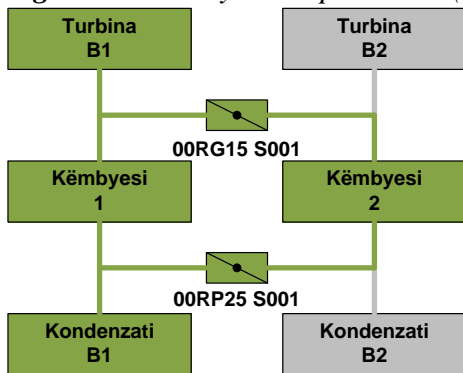 Turbina
B1
Turbina
B2
00RG15 S001
Këmbyesi
1
Këmbyesi
2
00RP25 S001
Kondenzati
B1
Kondenzati
B2